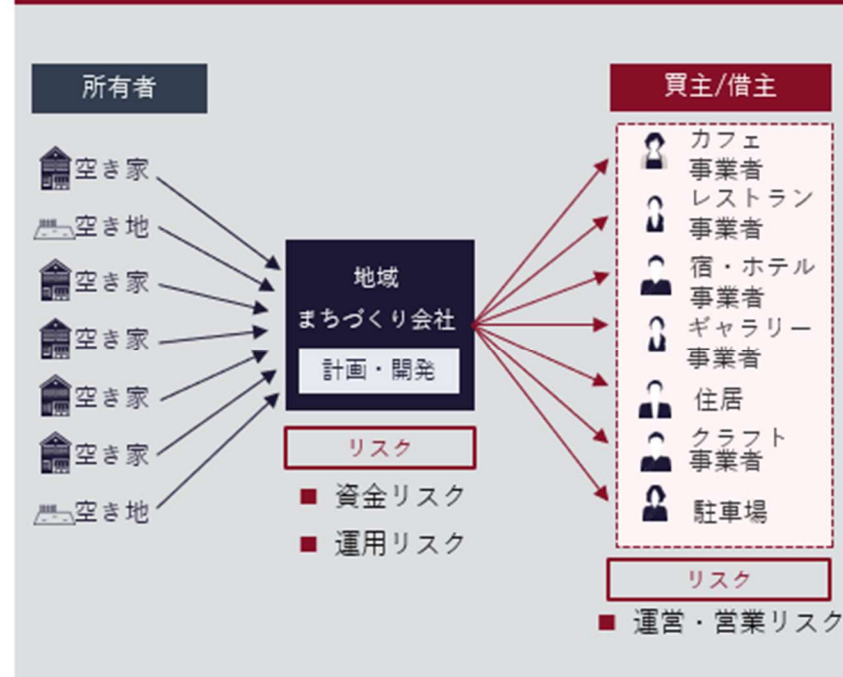 所有者
空き家
空き地
空き家
空き家
空き家
空き家
空き地
地域
まちづくり会社
計画・開発
リスク
■ 資金リスク
■ 運用リスク
買主/借主
カフェ
事業者
レストラン
事業者
宿・ホテル
事業者
ギャラリー
事業者
住居
クラフト
事業者
駐車場
リスク
■ 運営・営業リスク